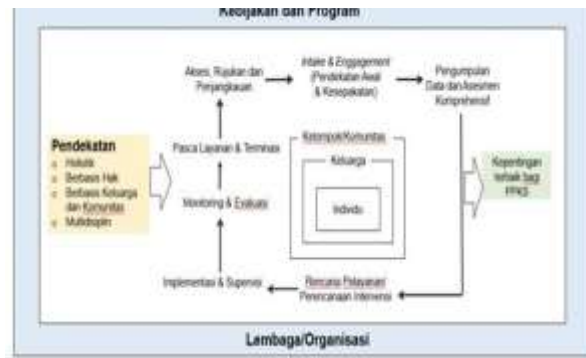 Kebijakan dan Program
Akses, Rujukan dan
Penjangkauan
Intake & Enggagement
(Pendekatan Awal
& Kesepakatan)
Pengumpulan
Data dan Asesmen
Komprehensif
Pendekatan
Holistik
Berbasis Hak
Berbasis Keluarga
dan Komunitas
Multidisiplin
Pasca Layanan & Terminasi
Kelompok/Komunitas
Keluarga
Individu
Kepentingan
terbaik bagi
PPKS
Monitoring & Evaluasi
Implementasi & Supervisi
Rencana Pelayanan/
Perencanaan Intervensi
Lembaga/Organisasi